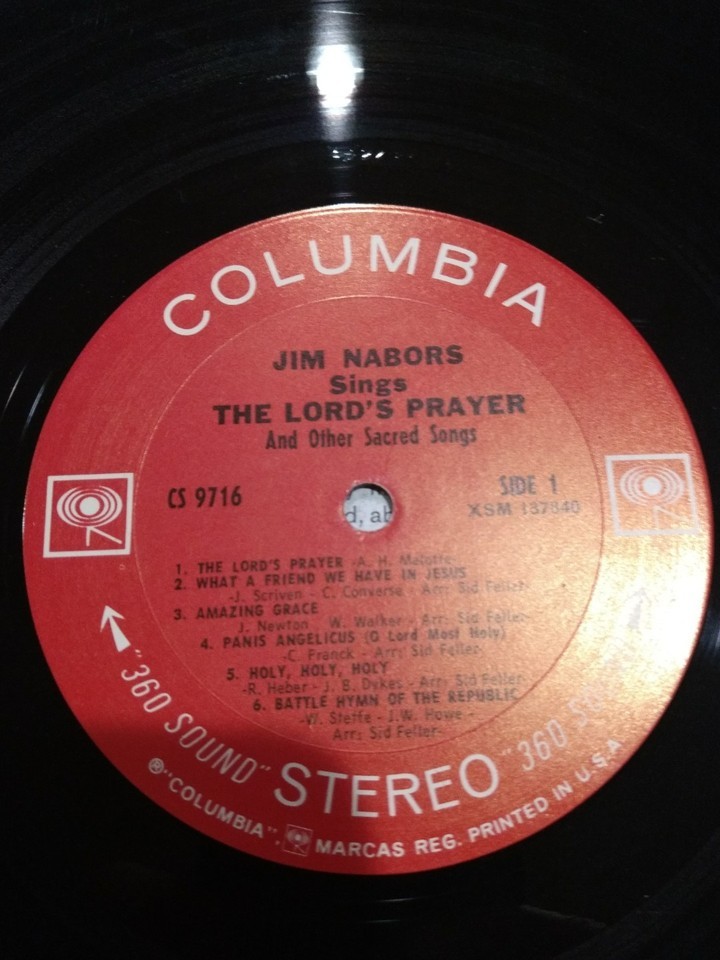 COLUMBIA
JIM NABORS
Sings
THE LORD'S PRAYER
And Other Sacred Songs
CS 9716
SIDE 1
XSM 137840
d, ab
1. THE LORD'S PRAYER -A. H. Malotte-
2. WHAT A FRIEND WE HAVE IN JESUS
-J. Scriven - C. Converse - Arr: Sid Feller-
3. AMAZING GRACE
J. Newton W. Walker - Arr: Sid Feller-
4. PANIS ANGELICUS (O Lord Most Holy)
-C. Franck - Arr: Sid Feller-
5. HOLY, HOLY, HOLY
-R. Heber - J. B. Dykes - Arr: Sid Feller-
6. BATTLE HYMN OF THE REPUBLIC
-W. Steffe - J.W. Howe -
Arr: Sid Feller-
"360 SOUND" STEREO "360 
® "COLUMBIA", MARCAS REG. PRINTED IN U.S.A.